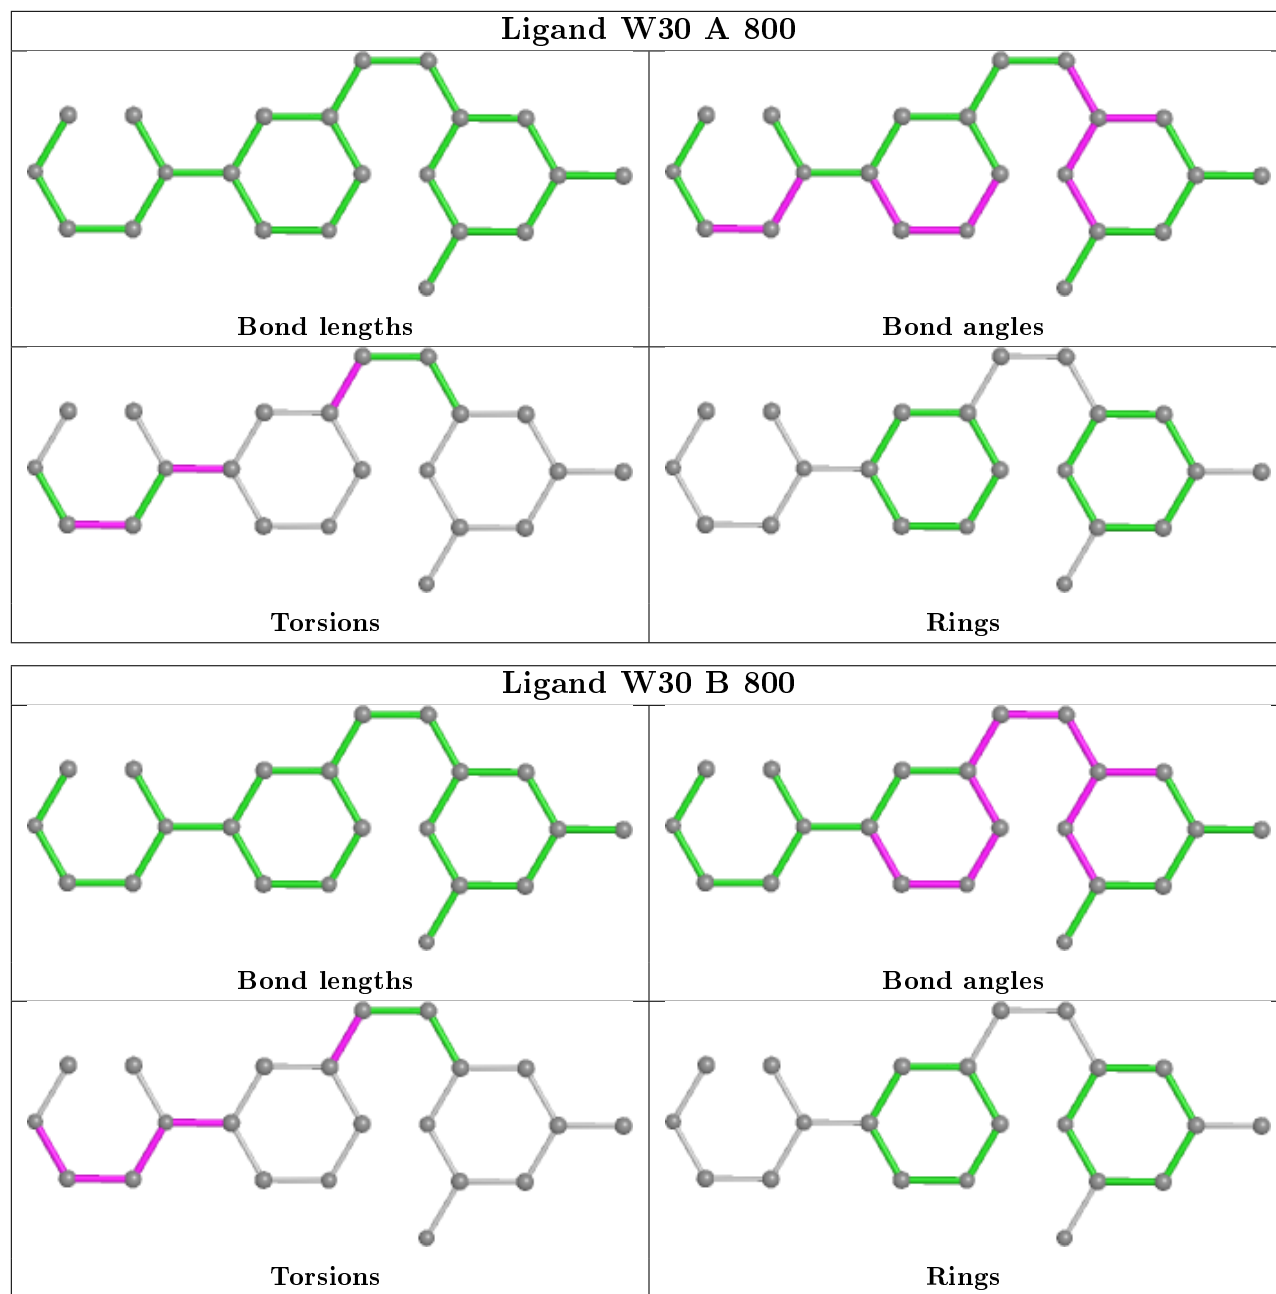 Ligand W30 A 800
Bond lengths
Bond angles
Torsions
Rings
Ligand W30 B 800
Bond lengths
Bond angles
Torsions
Rings